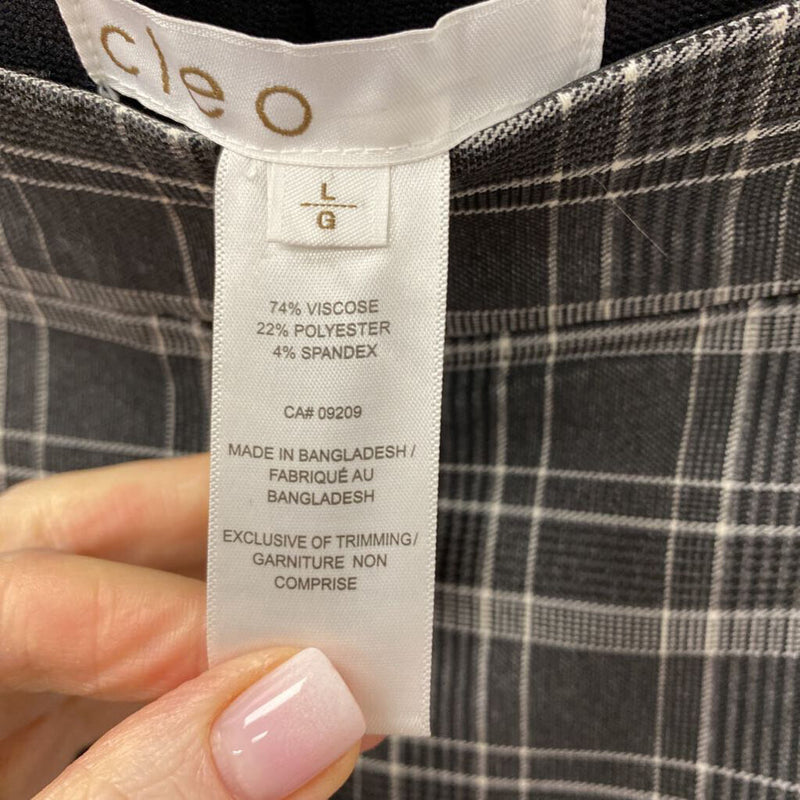 cleo
L
G
74% VISCOSE
22% POLYESTER
4% SPANDEX
CA# 09209
MADE IN BANGLADESH /
FABRIQUÉ AU
BANGLADESH
EXCLUSIVE OF TRIMMING/
GARNITURE NON
COMPRISE